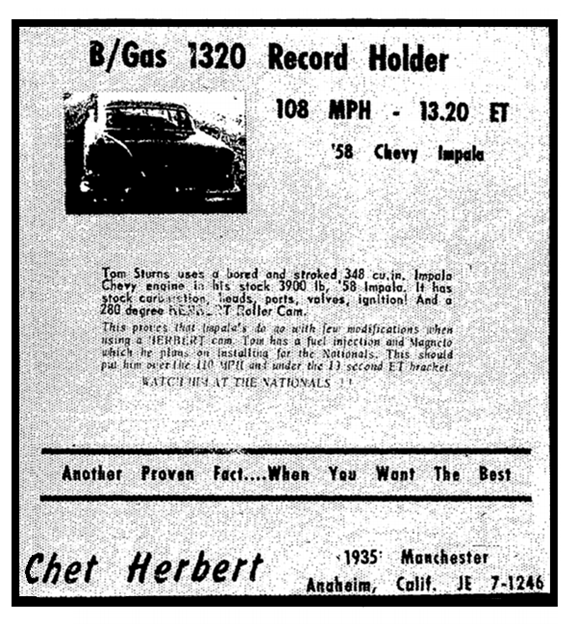 B/Gas 1320 Record Holder
108 MPH - 13.20 ET
'58 Chevy Impala
Tom Sturns uses a bored and stroked 348 cu.in. Impala
Chevy engine in his stock 3900 lb, '58 Impala. It has
stock carburetion, heads, ports, valves, ignition! And a
280 degree HERBERT Roller Cam.
This proves that Impala's do go with few modifications when
using a HERBERT cam. Tom has a fuel injection and Magneto
which he plans on installing for the Nationals. This should
put him over the 110 MPH and under the 13 second ET bracket.
WATCH HIM AT THE NATIONALS ! !
Another Proven Fact....When You Want The Best
Chet Herbert
1935 Manchester
Anaheim, Calif. JE 7-1246